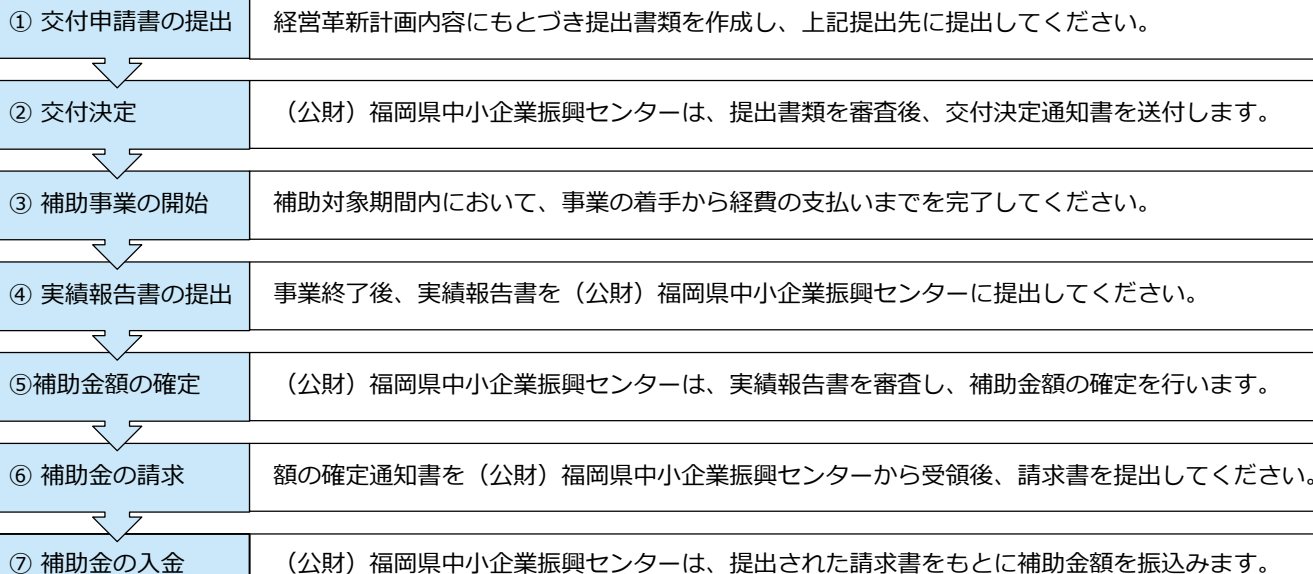 ① 交付申請書の提出
経営革新計画内容にもとづき提出書類を作成し、上記提出先に提出してください。
② 交付決定
（公財）福岡県中小企業振興センターは、提出書類を審査後、交付決定通知書を送付します。
③ 補助事業の開始
補助対象期間内において、事業の着手から経費の支払いまでを完了してください。
④ 実績報告書の提出
事業終了後、実績報告書を（公財）福岡県中小企業振興センターに提出してください。
⑤補助金額の確定
（公財）福岡県中小企業振興センターは、実績報告書を審査し、補助金額の確定を行います。
⑥ 補助金の請求
額の確定通知書を（公財）福岡県中小企業振興センターから受領後、請求書を提出してください。
⑦ 補助金の入金
（公財）福岡県中小企業振興センターは、提出された請求書をもとに補助金額を振込みます。